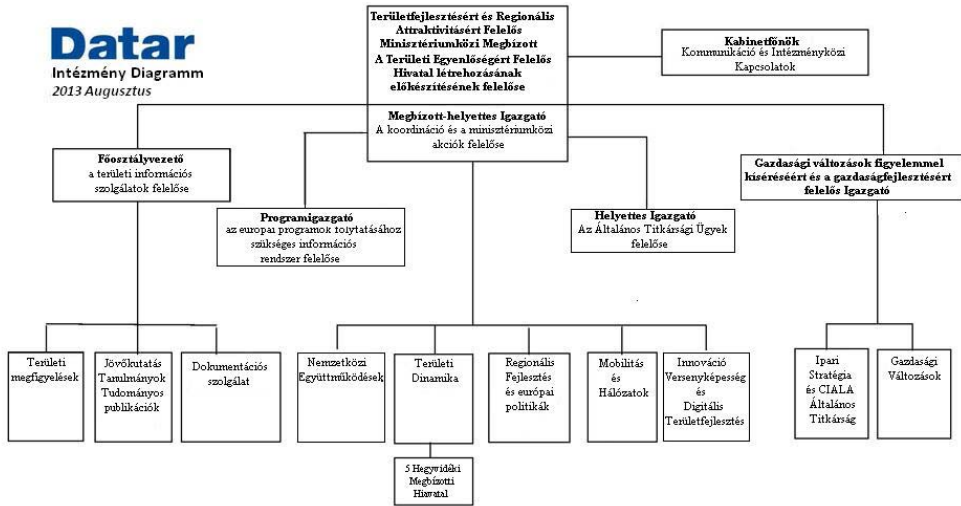 Datar
Intézmény Diagramm
2013 Augusztus
Területfejlesztésért és Regionális
Attraktivitásért Felelős
Minisztériumközi Megbízott
A Területi Egyenlőségért Felelős
Hivatal létrehozásának
előkészítésének felelőse
Megbízott-helyettes Igazgató
A koordináció és a minisztériumközi
akciók felelőse
Kabinetfőnök
Kommunikáció és Intézményközi
Kapcsolatok
Főosztályvezető
a területi információs
szolgálatok felelőse
Programigazgató
az európai programok folytatásához
szükséges információs
rendszer felelőse
Helyettes Igazgató
Az Általános Titkársági Ügyek
felelőse
Gazdasági változások figyelemmel
kíséréséért és a gazdaságfejlesztésért
felelős Igazgató
Területi
megfigyelések
Jövőkutatás
Tanulmányok
Tudományos
publikációk
Dokumentációs
szolgálat
Nemzetközi
Együttműködések
Területi
Dinamika
5 Hegyvidéki
Megbízotti
Hiavatal
Regionális
Fejlesztés
és európai
politikák
Mobilitás
és
Hálózatok
Innováció
Versenyképesség
és
Digitális
Területfejlesztés
Ipari
Stratégia
és CIALA
Általános
Titkárság
Gazdasági
Változások